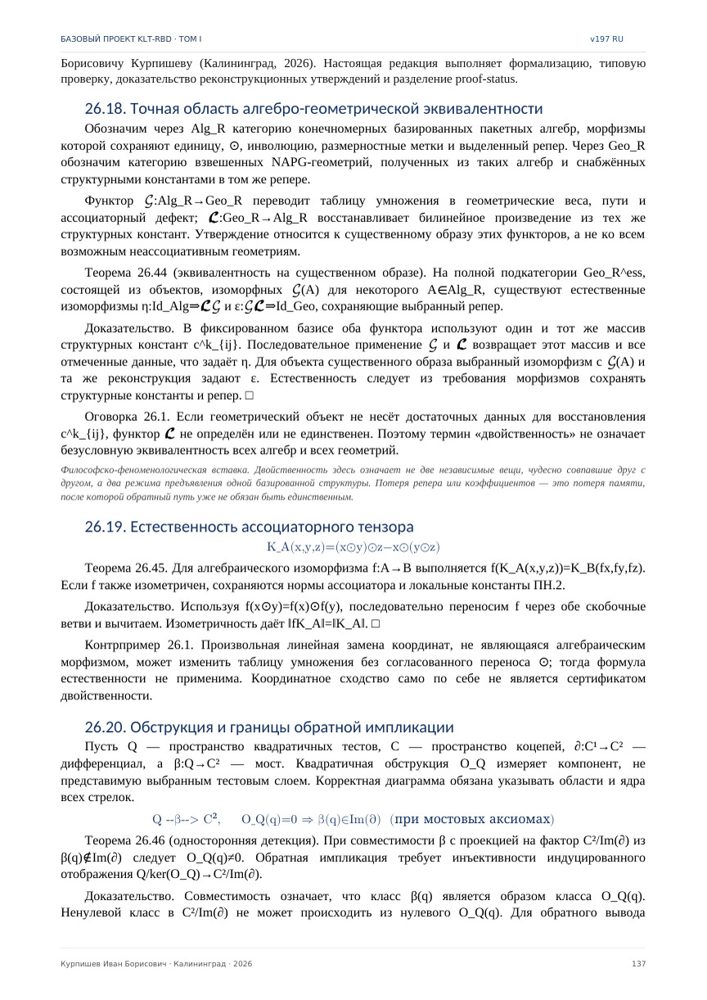 БАЗОВЫЙ ПРОЕКТ KLT-RBD · ТОМ I
v197 RU
Борисовичу Курпишеву (Калининград, 2026). Настоящая редакция выполняет формализацию, типовую
проверку, доказательство реконструкционных утверждений и разделение proof-status.
26.18. Точная область алгебро-геометрической эквивалентности
Обозначим через Alg_R категорию конечномерных базированных пакетных алгебр, морфизмы
которой сохраняют единицу, ⊙, инволюцию, размерностные метки и выделенный репер. Через Geo_R
обозначим категорию взвешенных NAPG-геометрий, полученных из таких алгебр и снабжённых
структурными константами в том же репере.
Функтор 𝒢:Alg_R→Geo_R переводит таблицу умножения в геометрические веса, пути и
ассоциаторный дефект; 𝓛:Geo_R→Alg_R восстанавливает билинейное произведение из тех же
структурных констант. Утверждение относится к существенному образу этих функторов, а не ко всем
возможным неассоциативным геометриям.
Теорема 26.44 (эквивалентность на существенном образе). На полной подкатегории Geo_R^ess,
состоящей из объектов, изоморфных 𝒢(A) для некоторого A∈Alg_R, существуют естественные
изоморфизмы η:Id_Alg⇒𝓛𝒢 и ε:𝒢𝓛⇒Id_Geo, сохраняющие выбранный репер.
Доказательство. В фиксированном базисе оба функтора используют один и тот же массив
структурных констант c^k_{ij}. Последовательное применение 𝒢 и 𝓛 возвращает этот массив и все
отмеченные данные, что задаёт η. Для объекта существенного образа выбранный изоморфизм с 𝒢(A) и
та же реконструкция задают ε. Естественность следует из требования морфизмов сохранять
структурные константы и репер. □
Оговорка 26.1. Если геометрический объект не несёт достаточных данных для восстановления
c^k_{ij}, функтор 𝓛 не определён или не единственен. Поэтому термин «двойственность» не означает
безусловную эквивалентность всех алгебр и всех геометрий.
Философско-феноменологическая вставка. Двойственность здесь означает не две независимые вещи, чудесно совпавшие друг с
другом, а два режима предъявления одной базированной структуры. Потеря репера или коэффициентов — это потеря памяти,
после которой обратный путь уже не обязан быть единственным.
26.19. Естественность ассоциаторного тензора
K_A(x,y,z)=(x⊙y)⊙z−x⊙(y⊙z)
Теорема 26.45. Для алгебраического изоморфизма f:A→B выполняется f(K_A(x,y,z))=K_B(fx,fy,fz).
Если f также изометричен, сохраняются нормы ассоциатора и локальные константы ПН.2.
Доказательство. Используя f(x⊙y)=f(x)⊙f(y), последовательно переносим f через обе скобочные
ветви и вычитаем. Изометричность даёт ‖fK_A‖=‖K_A‖. □
Контрпример 26.1. Произвольная линейная замена координат, не являющаяся алгебраическим
морфизмом, может изменить таблицу умножения без согласованного переноса ⊙; тогда формула
естественности не применима. Координатное сходство само по себе не является сертификатом
двойственности.
26.20. Обструкция и границы обратной импликации
Пусть Q — пространство квадратичных тестов, C — пространство коцепей, ∂:C¹→C² —
дифференциал, а β:Q→C² — мост. Квадратичная обструкция O_Q измеряет компонент, не
представимую выбранным тестовым слоем. Корректная диаграмма обязана указывать области и ядра
всех стрелок.
Q --β--> C², O_Q(q)=0 ⇒ β(q)∈Im(∂) (при мостовых аксиомах)
Теорема 26.46 (односторонняя детекция). При совместимости β с проекцией на фактор C²/Im(∂) из
β(q)∉Im(∂) следует O_Q(q)≠0. Обратная импликация требует инъективности индуцированного
отображения Q/ker(O_Q)→C²/Im(∂).
Доказательство. Совместимость означает, что класс β(q) является образом класса O_Q(q).
Ненулевой класс в C²/Im(∂) не может происходить из нулевого O_Q(q). Для обратного вывода
Курпишев Иван Борисович · Калининград · 2026
137